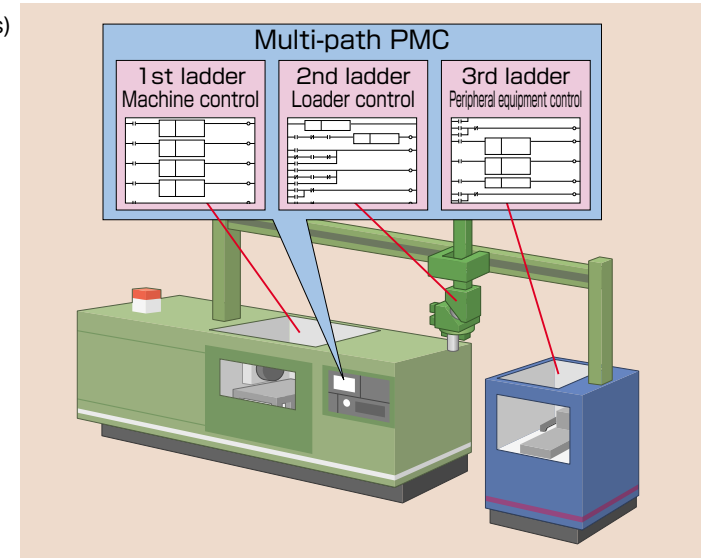 s)
Multi-path PMC
1st ladder
Machine control
2nd ladder
Loader control
3rd ladder
Peripheral equipment control